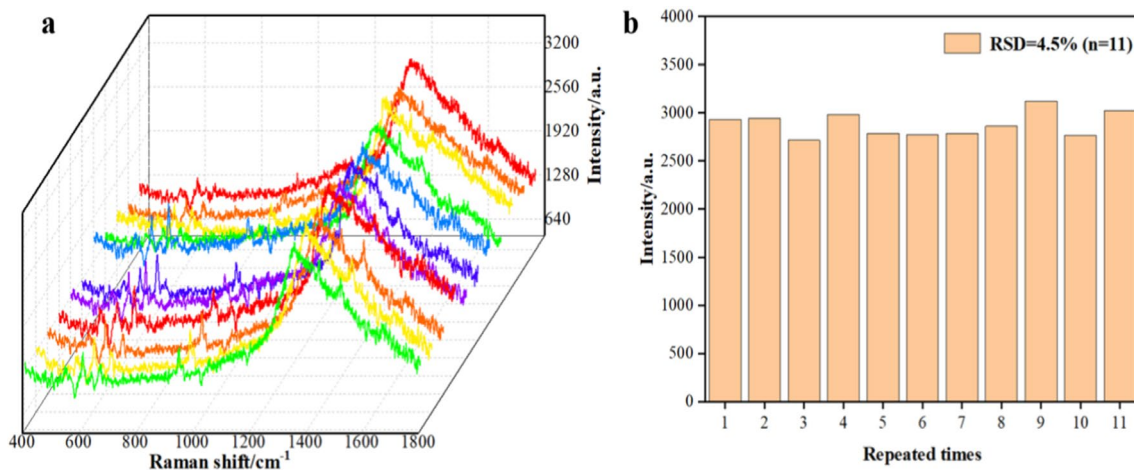 a
3200
2560
1920
1280
640
Intensity/a.u.
400
600
800
1000
1200
1400
1600
1800
Raman shift/cm⁻¹
b
4000
3500
3000
2500
2000
1500
1000
500
0
Intensity/a.u.
RSD=4.5% (n=11)
1 2 3 4 5 6 7 8 9 10 11
Repeated times